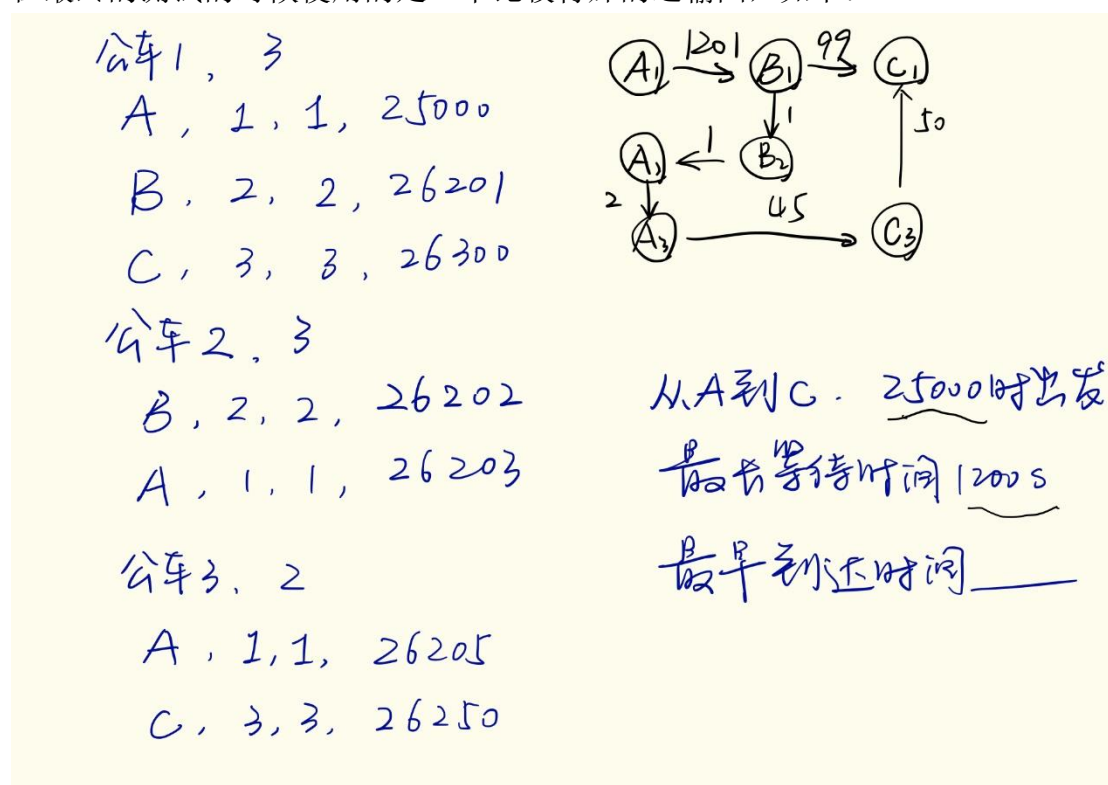 公车1, 3
A, 1, 1, 25000
B, 2, 2, 26201
C, 3, 3, 26300
公车2, 3
B, 2, 2, 26202
A, 1, 1, 26203
公车3, 2
A, 1, 1, 26205
C, 3, 3, 26250
A1 1201 B1 99 C1
1 50
A2 1 B2
2 45
A3 C3
从A到C. 25000时出发
最长等待时间1200s
最早到达时间